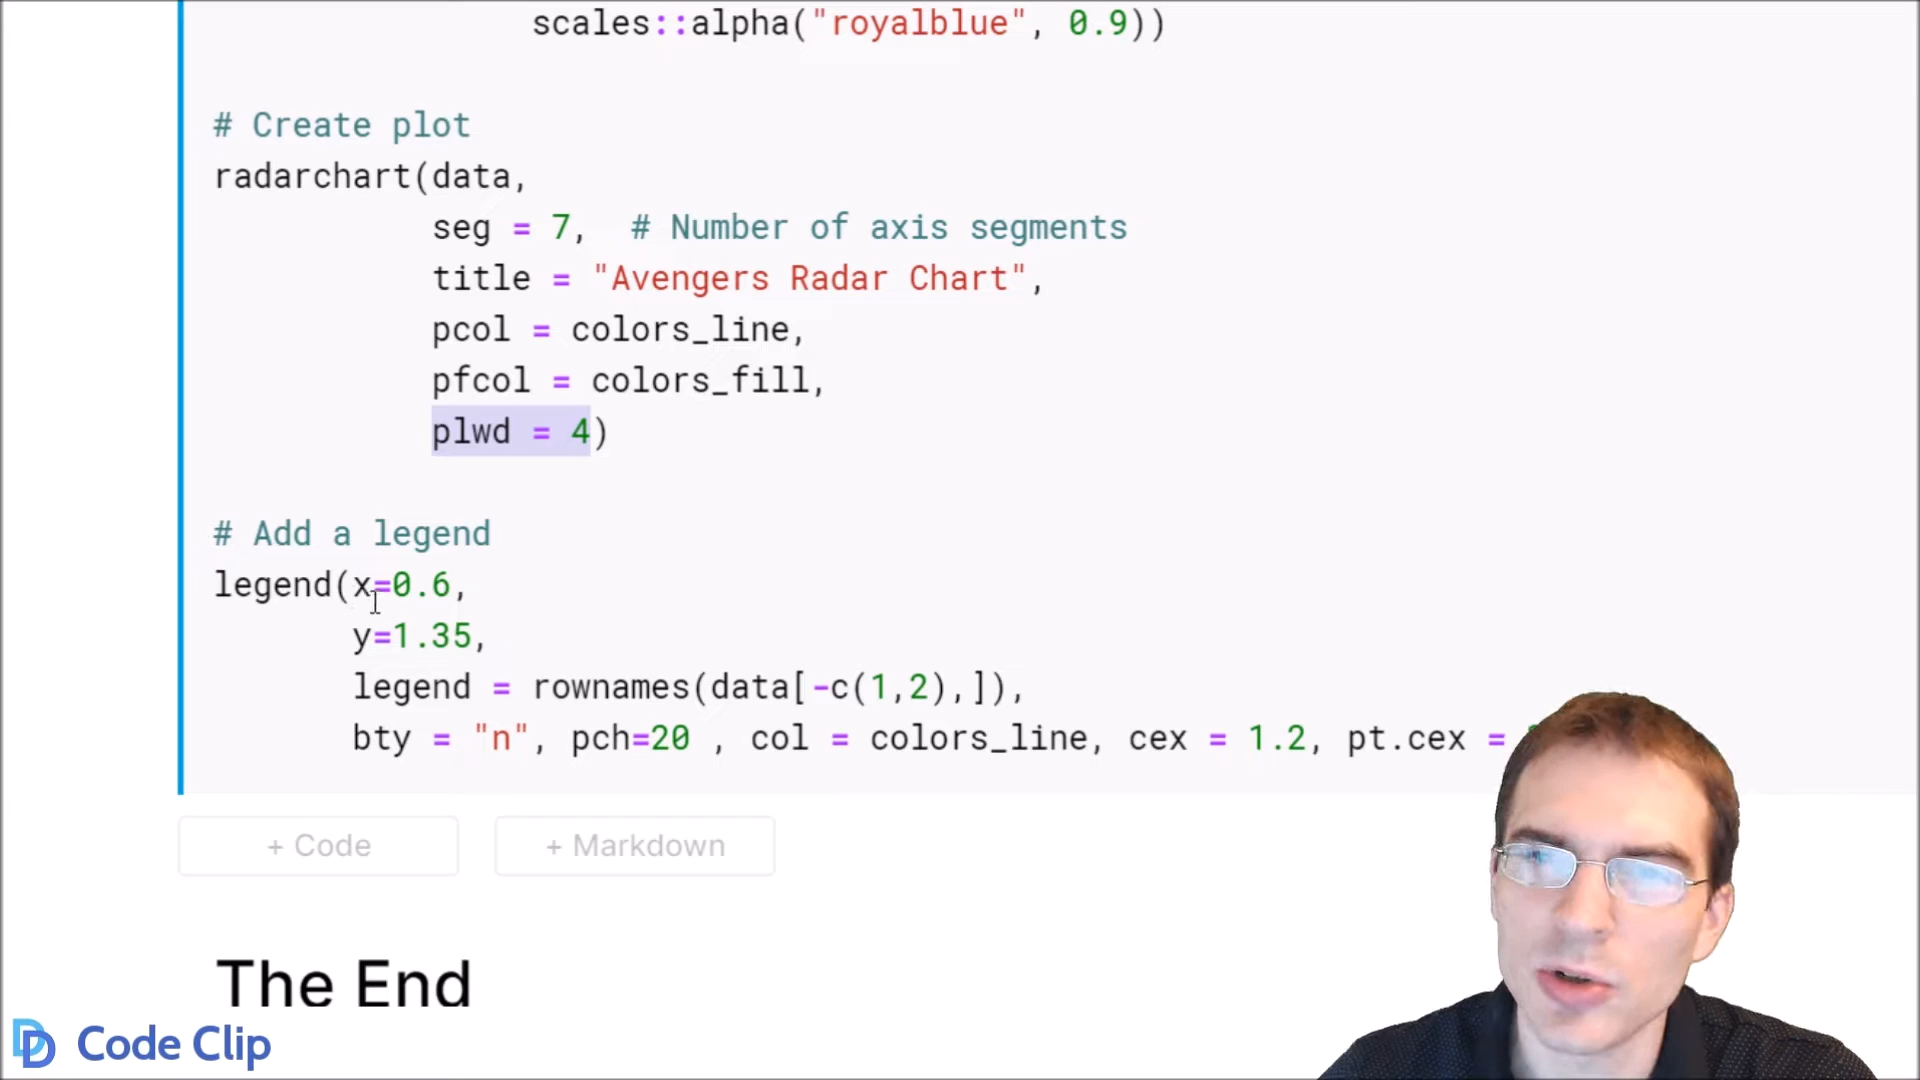 scales::alpha("royalblue", 0.9))
# Create plot
radarchart(data,
seg = 7,  # Number of axis segments
title = "Avengers Radar Chart",
pcol = colors_line,
pfcol = colors_fill,
plwd = 4)
# Add a legend
legend(x=0.6,
y=1.35,
legend = rownames(data[-c(1,2),]),
bty = "n", pch=20 , col = colors_line, cex = 1.2, pt.cex =
+ Code
+ Markdown
The End
Code Clip